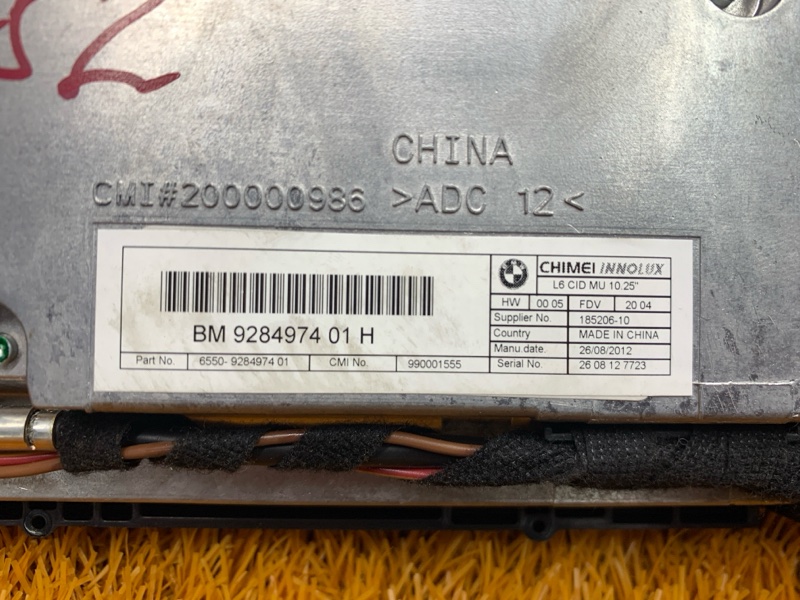 52
CHINA
CMI#200000986 >ADC 12<
BM 9284974 01 H
Part No. 6550- 9284974 01 CMI No. 990001555
CHIMEI INNOLUX
L6 CID MU 10.25"
HW 00 05 FDV 20 04
Supplier No. 185206-10
Country MADE IN CHINA
Manu.date. 26/08/2012
Serial No. 26 08 12 7723